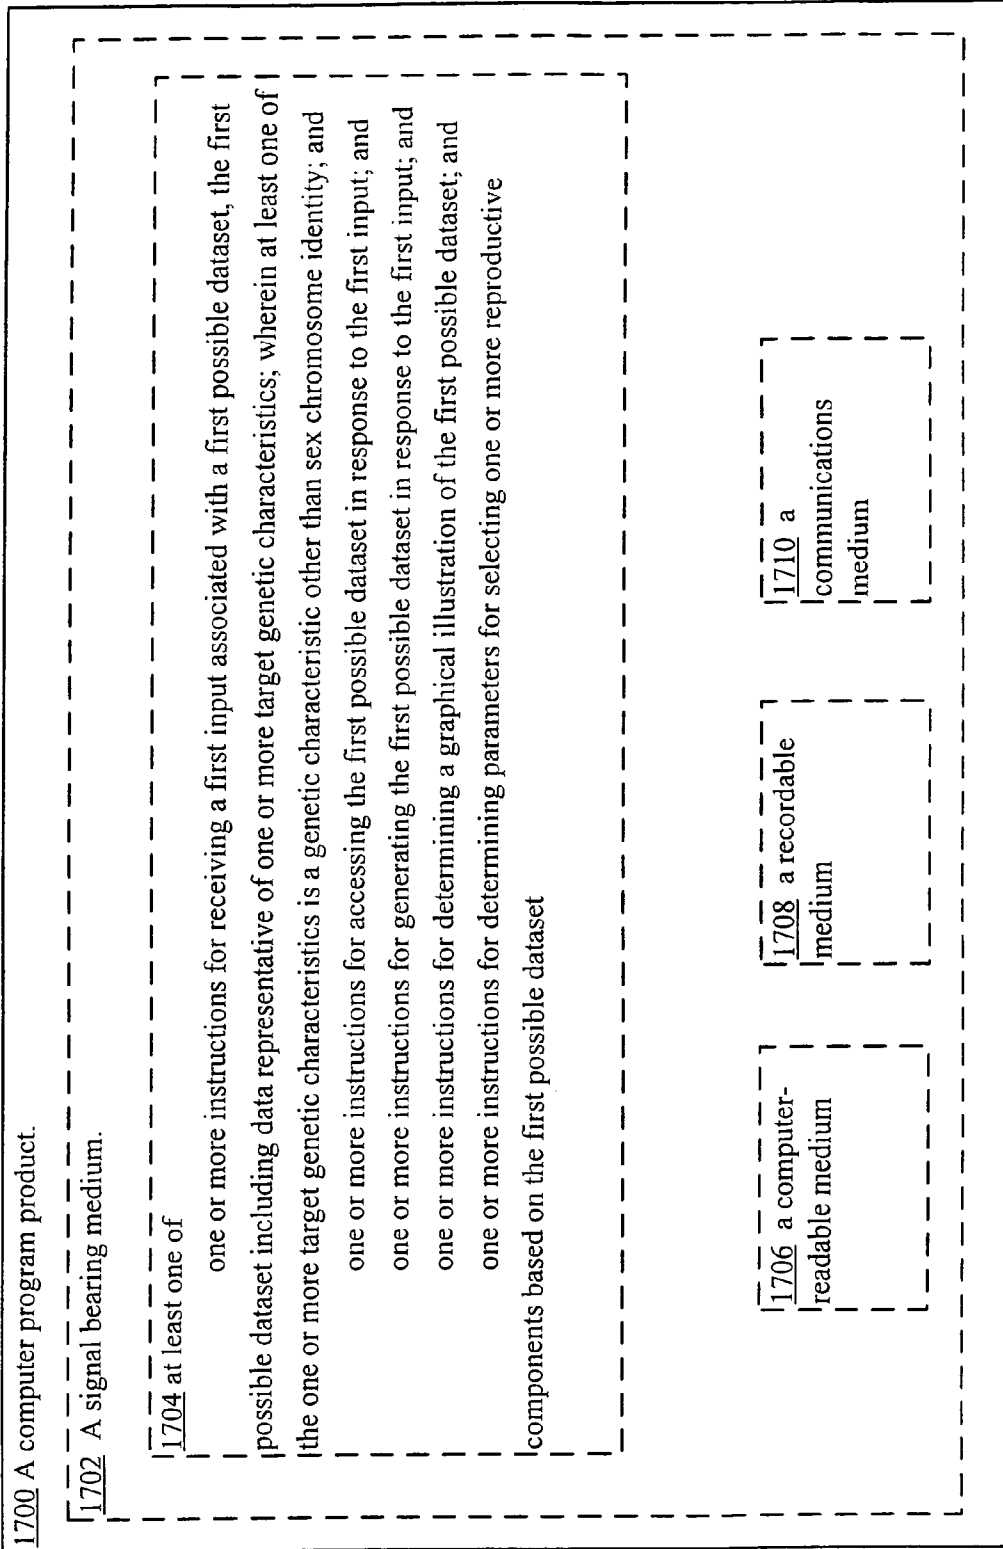 1700 A computer program product.
1702 A signal bearing medium.
1704 at least one of
one or more instructions for receiving a first input associated with a first possible dataset, the first
possible dataset including data representative of one or more target genetic characteristics; wherein at least one of
the one or more target genetic characteristics is a genetic characteristic other than sex chromosome identity; and
one or more instructions for accessing the first possible dataset in response to the first input; and
one or more instructions for generating the first possible dataset in response to the first input; and
one or more instructions for determining a graphical illustration of the first possible dataset; and
one or more instructions for determining parameters for selecting one or more reproductive
components based on the first possible dataset
1706 a computer-
readable medium
1708 a recordable
medium
1710 a
communications
medium